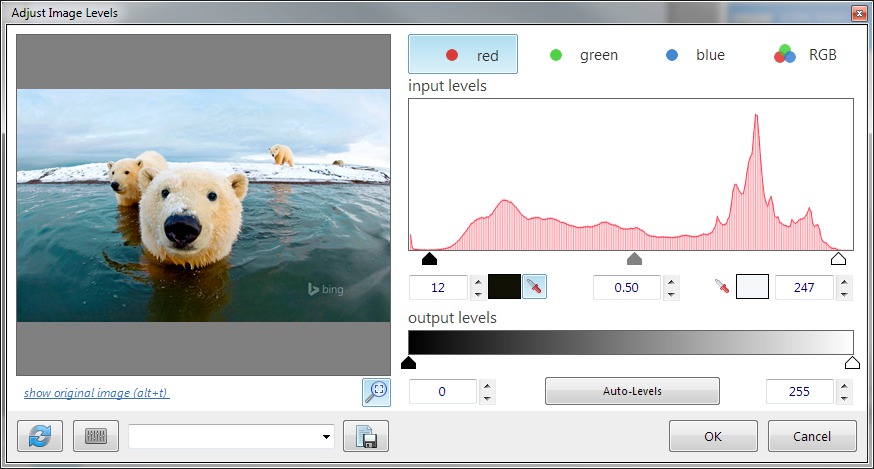 Adjust Image Levels
red
green
blue
RGB
input levels
12
0.50
247
output levels
0
Auto-Levels
255
bing
show original image (alt+t)
OK
Cancel